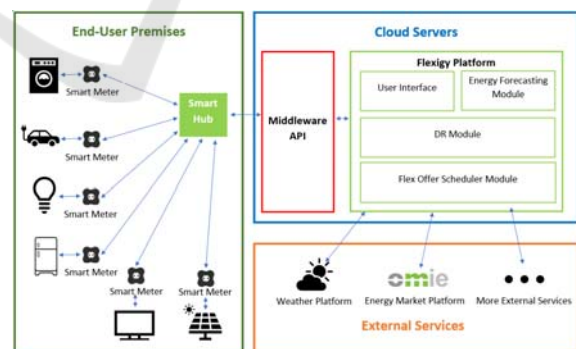 End-User Premises
Smart Meter
Smart Meter
Smart Meter
Smart Meter
Smart Meter
Smart Meter
Smart
Hub
Cloud Servers
Middleware
API
Flexigy Platform
User Interface
Energy Forecasting
Module
DR Module
Flex Offer Scheduler Module
omie
Weather Platform
Energy Market Platform
More External Services
External Services